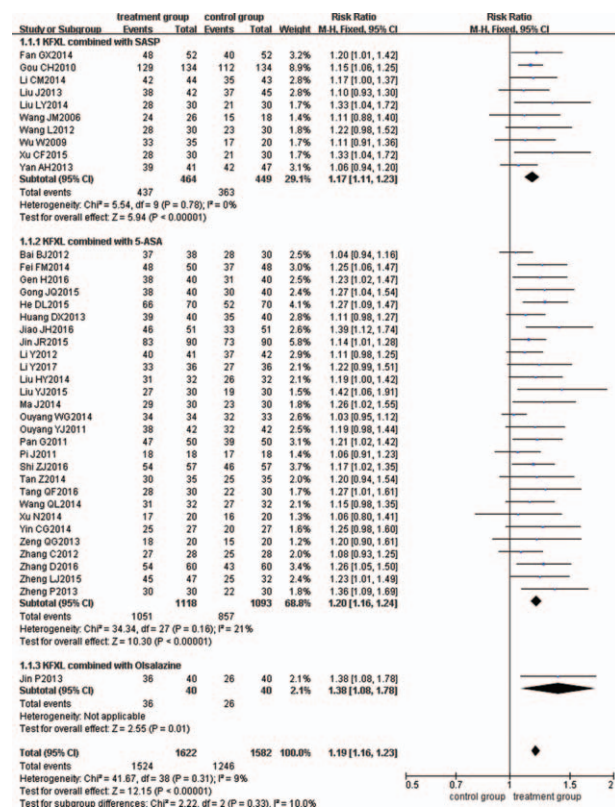 treatment group control group Risk Ratio Risk Ratio
Study or Subgroup Events Total Events Total Weight M-H, Fixed, 95% CI M-H, Fixed, 95% CI
1.1.1 KFXL combined with SASP
Fan GX2014 48 52 40 52 3.2% 1.20 [1.01, 1.42]
Gou CH2010 129 134 112 134 8.9% 1.15 [1.06, 1.25]
Li CM2014 42 44 35 43 2.8% 1.17 [1.00, 1.37]
Liu J2013 38 42 37 45 2.8% 1.10 [0.93, 1.30]
Liu LY2014 28 30 21 30 1.7% 1.33 [1.04, 1.72]
Wang JM2006 24 26 15 18 1.4% 1.11 [0.88, 1.40]
Wang L2012 28 30 23 30 1.8% 1.22 [0.98, 1.52]
Wu W2009 33 35 17 20 1.7% 1.11 [0.91, 1.36]
Xu CF2015 28 30 21 30 1.7% 1.33 [1.04, 1.72]
Yan AH2013 39 41 42 47 3.1% 1.06 [0.94, 1.20]
Subtotal (95% CI) 464 449 29.1% 1.17 [1.11, 1.23]
Total events 437 363
Heterogeneity: Chi² = 5.54, df = 9 (P = 0.78); I² = 0%
Test for overall effect: Z = 5.94 (P < 0.00001)
1.1.2 KFXL combined with 5-ASA
Bai BJ2012 37 38 28 30 2.5% 1.04 [0.94, 1.16]
Fei FM2014 48 50 37 48 3.0% 1.25 [1.06, 1.47]
Gen H2016 38 40 31 40 2.5% 1.23 [1.02, 1.47]
Gong JQ2015 38 40 30 40 2.4% 1.27 [1.04, 1.54]
He DL2015 66 70 52 70 4.1% 1.27 [1.09, 1.47]
Huang DX2013 39 40 35 40 2.8% 1.11 [0.98, 1.27]
Jiao JH2016 46 51 33 51 2.6% 1.39 [1.12, 1.74]
Jin JR2015 83 90 73 90 5.8% 1.14 [1.01, 1.28]
Li Y2012 40 41 37 42 2.9% 1.11 [0.98, 1.25]
Li Y2017 33 36 27 36 2.1% 1.22 [0.99, 1.51]
Liu HY2014 31 32 26 32 2.1% 1.19 [1.00, 1.42]
Liu YJ2015 27 30 19 30 1.5% 1.42 [1.06, 1.91]
Ma J2014 29 30 23 30 1.8% 1.26 [1.02, 1.55]
Ouyang WG2014 34 34 32 33 2.6% 1.03 [0.95, 1.12]
Ouyang YJ2011 38 42 32 42 2.5% 1.19 [0.98, 1.44]
Pan G2011 47 50 39 50 3.1% 1.21 [1.02, 1.42]
Pi J2011 18 18 17 18 1.4% 1.06 [0.91, 1.23]
Shi ZJ2016 54 57 46 57 3.7% 1.17 [1.02, 1.35]
Tan Z2014 30 35 25 35 2.0% 1.20 [0.94, 1.54]
Tang QF2016 28 30 22 30 1.7% 1.27 [1.01, 1.61]
Wang QL2014 31 32 27 32 2.1% 1.15 [0.98, 1.35]
Xu N2014 17 20 16 20 1.3% 1.06 [0.80, 1.41]
Yin CG2014 25 27 20 27 1.6% 1.25 [0.98, 1.60]
Zeng QG2013 18 20 15 20 1.2% 1.20 [0.90, 1.61]
Zhang C2012 27 28 25 28 2.0% 1.08 [0.93, 1.25]
Zhang D2016 54 60 43 60 3.4% 1.26 [1.05, 1.50]
Zheng LJ2015 45 47 25 32 2.4% 1.23 [1.01, 1.49]
Zheng P2013 30 30 22 30 1.8% 1.36 [1.09, 1.69]
Subtotal (95% CI) 1118 1093 68.8% 1.20 [1.16, 1.24]
Total events 1051 857
Heterogeneity: Chi² = 34.34, df = 27 (P = 0.16); I² = 21%
Test for overall effect: Z = 10.30 (P < 0.00001)
1.1.3 KFXL combined with Olsalazine
Jin P2013 36 40 26 40 2.1% 1.38 [1.08, 1.78]
Subtotal (95% CI) 40 40 2.1% 1.38 [1.08, 1.78]
Total events 36 26
Heterogeneity: Not applicable
Test for overall effect: Z = 2.55 (P = 0.01)
Total (95% CI) 1622 1582 100.0% 1.19 [1.16, 1.23]
Total events 1524 1246
Heterogeneity: Chi² = 41.67, df = 38 (P = 0.31); I² = 9%
Test for overall effect: Z = 12.15 (P < 0.00001)
Test for subgroup differences: Chi² = 2.22, df = 2 (P = 0.33), I² = 10.0%
0.5 0.7 1 1.5 2
control group treatment group